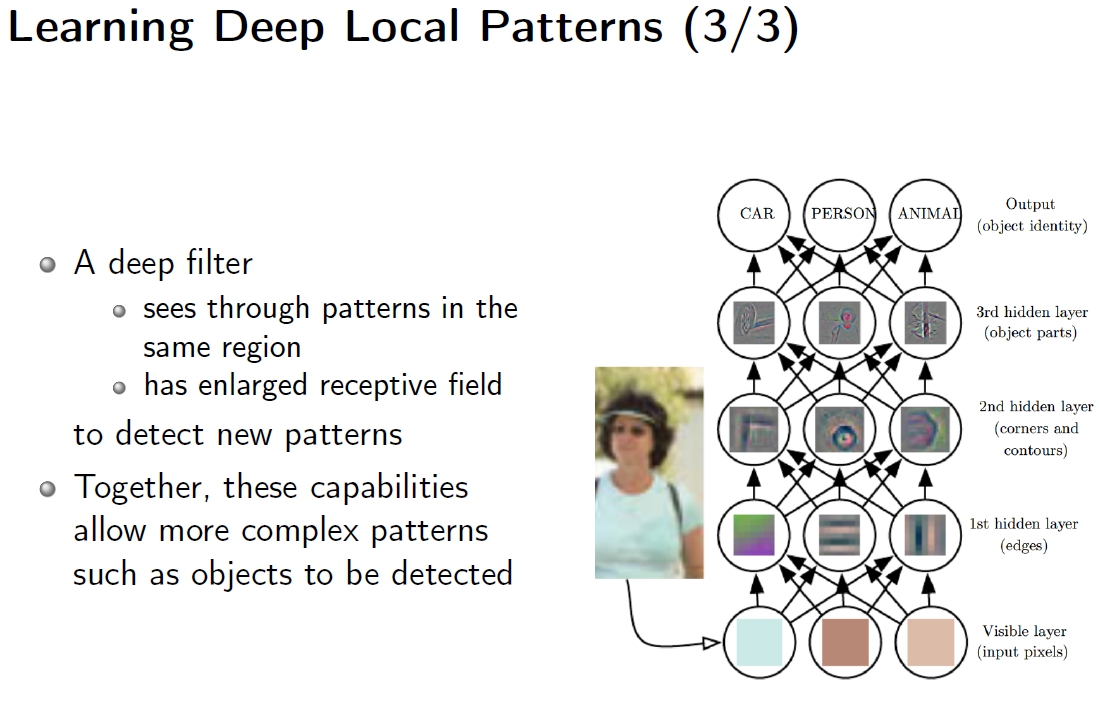 Learning Deep Local Patterns (3/3)
A deep filter
sees through patterns in the
same region
has enlarged receptive field
to detect new patterns
Together, these capabilities
allow more complex patterns
such as objects to be detected
CAR
PERSON
ANIMAL
Output
(object identity)
3rd hidden layer
(object parts)
2nd hidden layer
(corners and
contours)
1st hidden layer
(edges)
Visible layer
(input pixels)